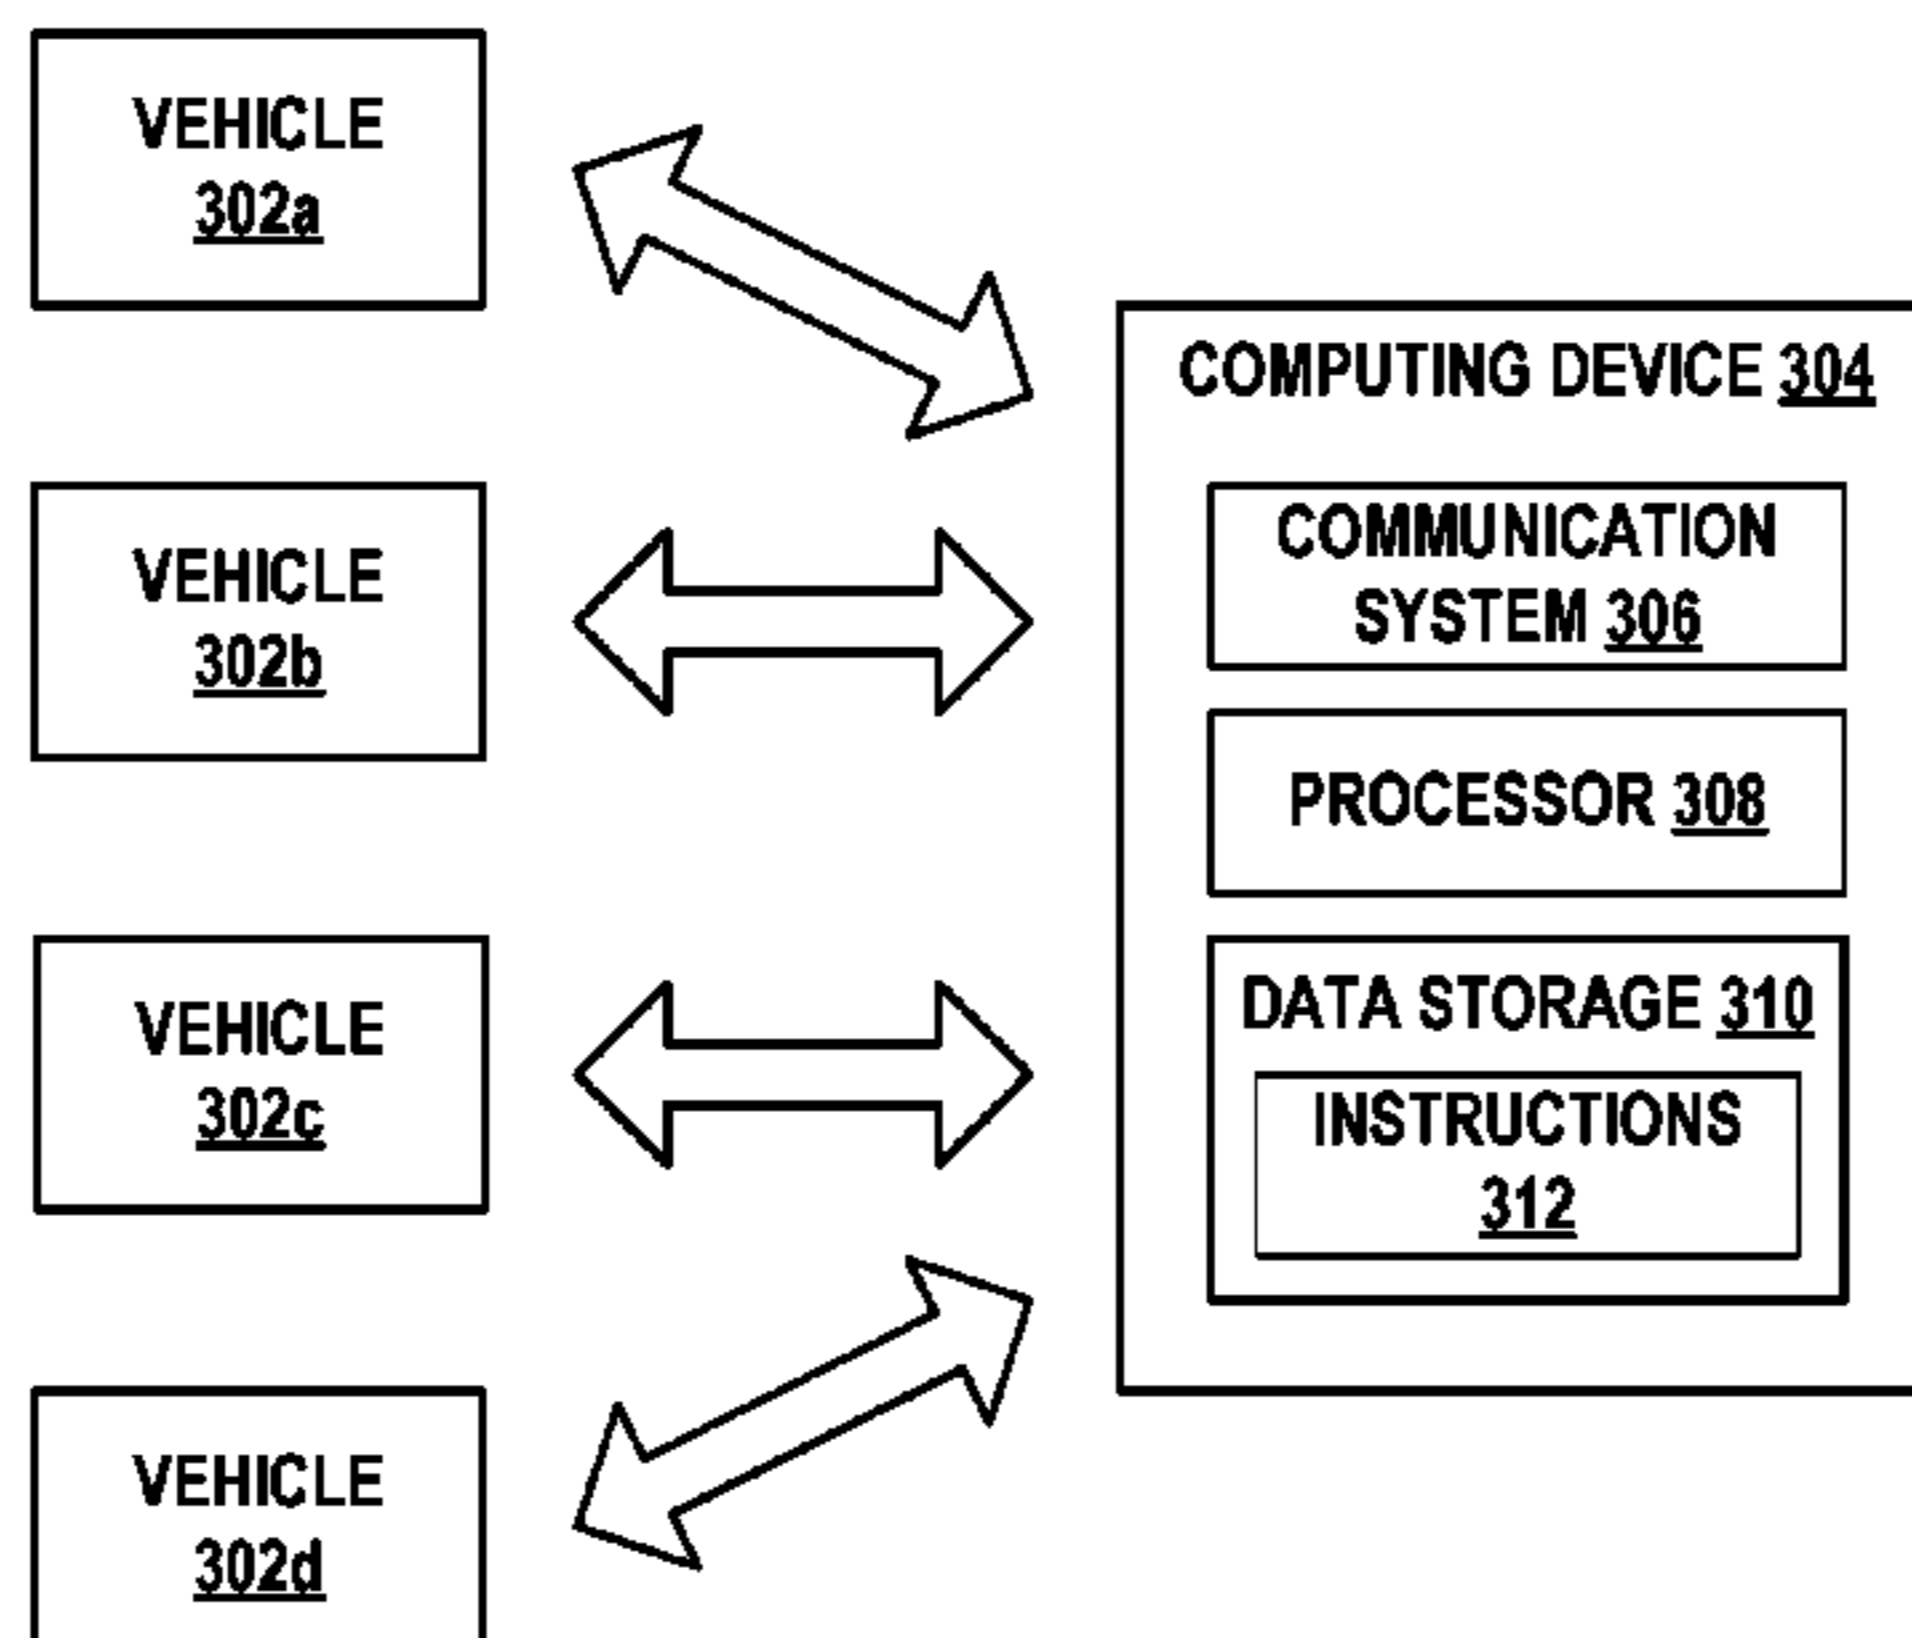 VEHICLE
302a
VEHICLE
302b
VEHICLE
302c
VEHICLE
302d
COMPUTING DEVICE 304
COMMUNICATION
SYSTEM 306
PROCESSOR 308
DATA STORAGE 310
INSTRUCTIONS
312